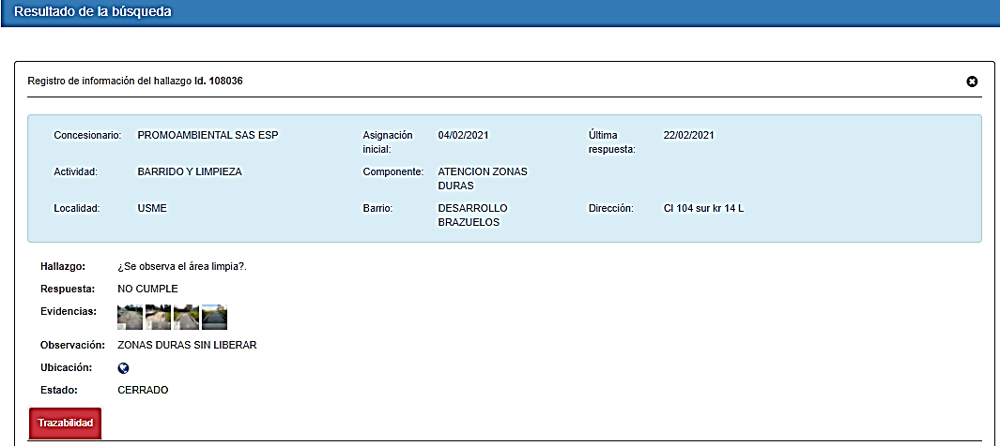 Resultado de la búsqueda
Registro de información del hallazgo Id. 108036
Concesionario: PROMOAMBIENTAL SAS ESP Asignación inicial: 04/02/2021 Última respuesta: 22/02/2021
Actividad: BARRIDO Y LIMPIEZA Componente: ATENCION ZONAS DURAS
Localidad: USME Barrio: DESARROLLO BRAZUELOS Dirección: Cl 104 sur kr 14 L
Hallazgo: ¿Se observa el área limpia?.
Respuesta: NO CUMPLE
Evidencias:
Observación: ZONAS DURAS SIN LIBERAR
Ubicación:
Estado: CERRADO
Trazabilidad